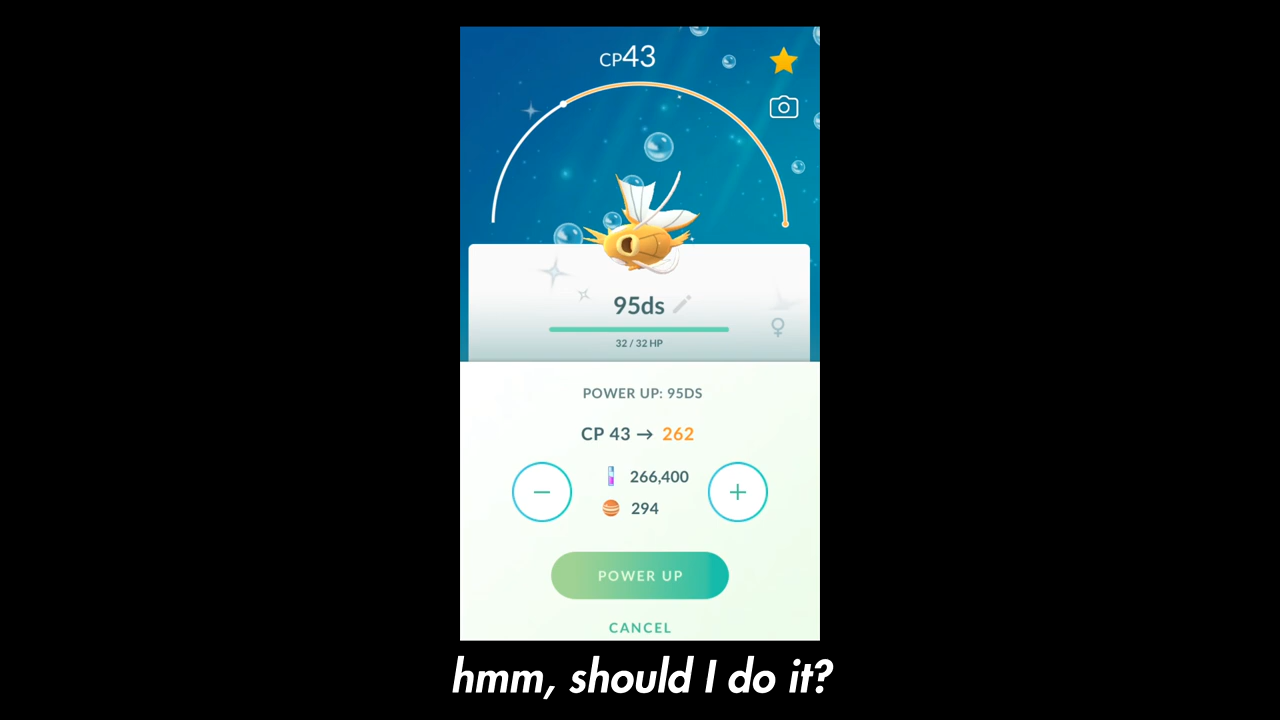 CP43
95ds
32 / 32 HP
POWER UP: 95DS
CP 43 → 262
266,400
294
POWER UP
CANCEL
hmm, should I do it?